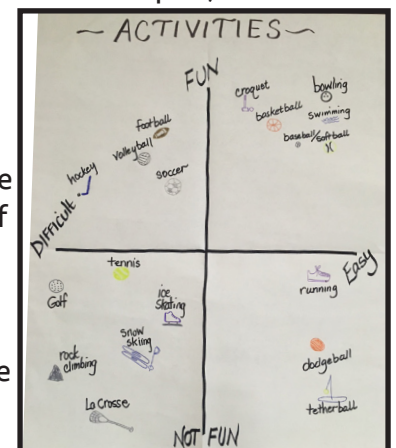 ~ ACTIVITIES ~
FUN
croquet
bowling
basketball
swimming
baseball/softball
football
volleyball
hockey
soccer
DIFFICULT
Easy
tennis
Golf
ice
skating
running
snow
skiing
rock
climbing
dodgeball
La Crosse
tetherball
NOT FUN
e
f
e